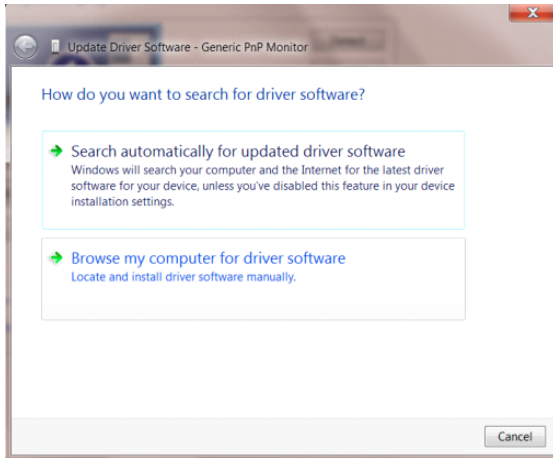 Update Driver Software - Generic PnP Monitor
How do you want to search for driver software?
Search automatically for updated driver software
Windows will search your computer and the Internet for the latest driver
software for your device, unless you've disabled this feature in your device
installation settings.
Browse my computer for driver software
Locate and install driver software manually.
Cancel